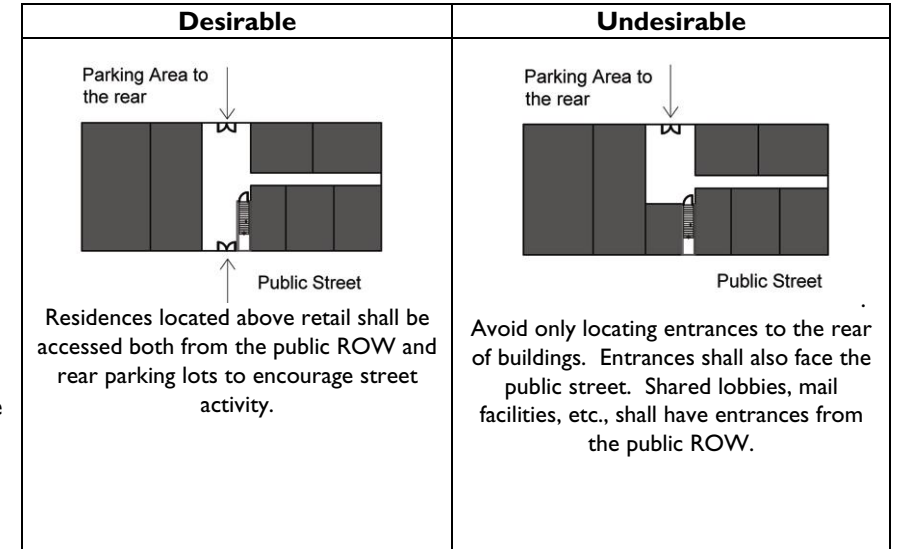 Desirable
Undesirable
Parking Area to
the rear
Public Street
Residences located above retail shall be
accessed both from the public ROW and
rear parking lots to encourage street
activity.
Parking Area to
the rear
Public Street
.
Avoid only locating entrances to the rear
of buildings.  Entrances shall also face the
public street.  Shared lobbies, mail
facilities, etc., shall have entrances from
the public ROW.